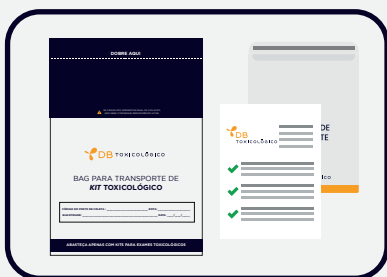 DOBRE AQUI
DB TOXICOLÓGICO
BAG PARA TRANSPORTE DE
KIT TOXICOLÓGICO
ABASTEÇA APENAS COM KITS PARA EXAMES TOXICOLÓGICOS
DB
TOXICOLÓGICO
DE
TE
ICO